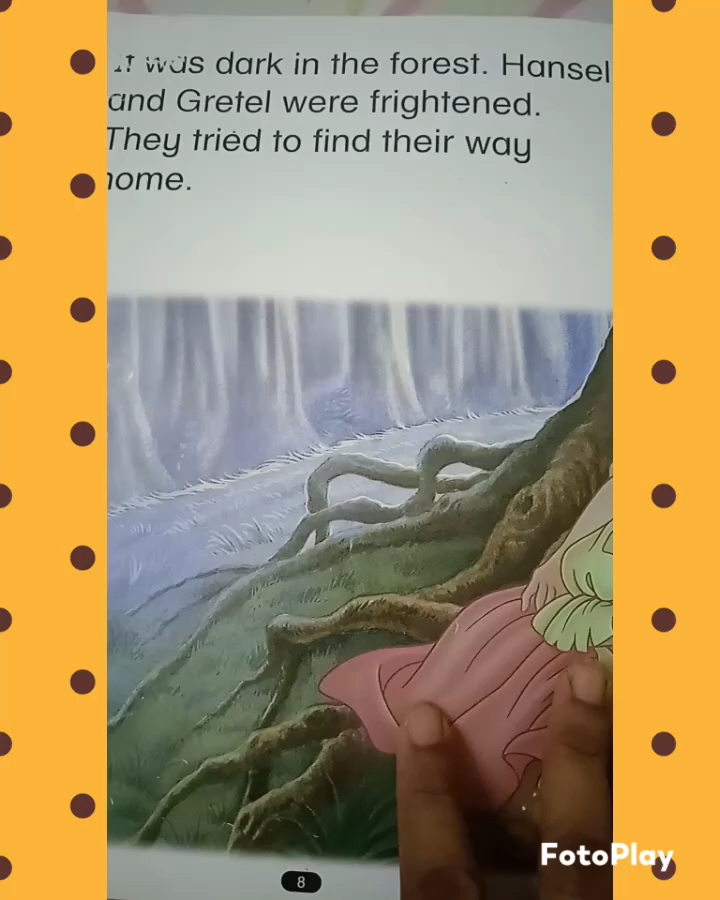 It was dark in the forest. Hansel
and Gretel were frightened.
They tried to find their way
home.
8
FotoPlay